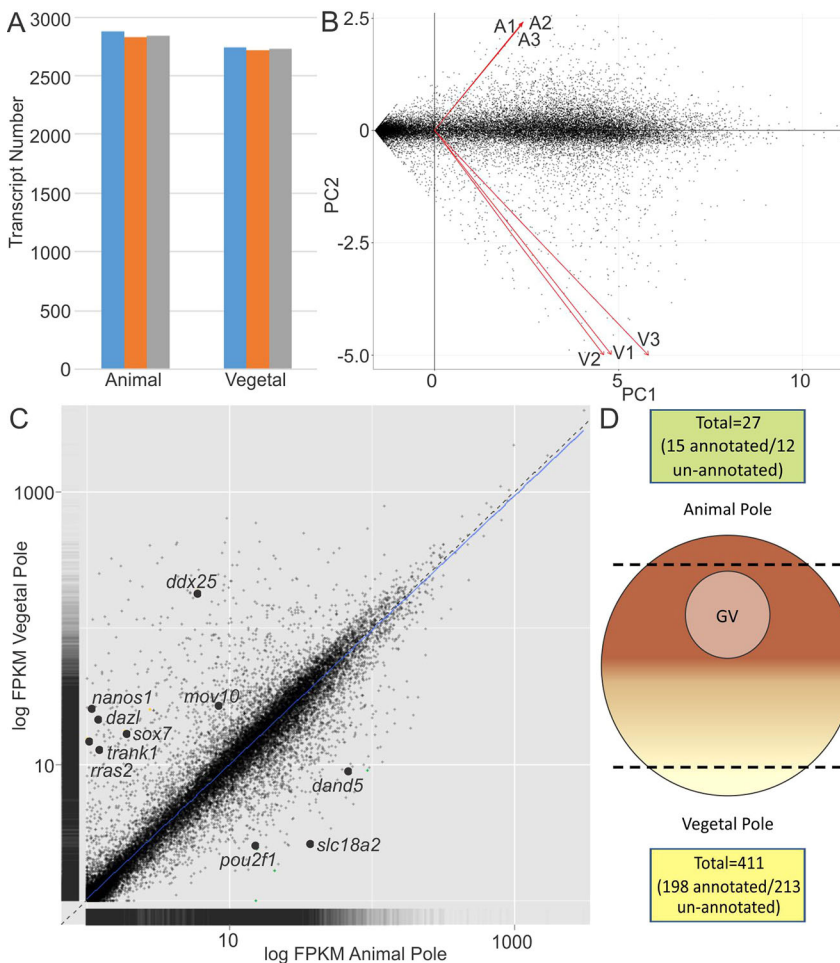 A
3000
2500
2000
1500
1000
500
0
Transcript Number
Animal
Vegetal
B
2.5
0
-2.5
-5.0
PC2
A1
A2
A3
V3
V1
V2
0
5
10
PC1
C
1000
10
log FPKM Vegetal Pole
ddx25
nanos1
mov10
dazl
sox7
trank1
rras2
dand5
slc18a2
pou2f1
10
1000
log FPKM Animal Pole
D
Total=27
(15 annotated/12
un-annotated)
Animal Pole
GV
Vegetal Pole
Total=411
(198 annotated/213
un-annotated)